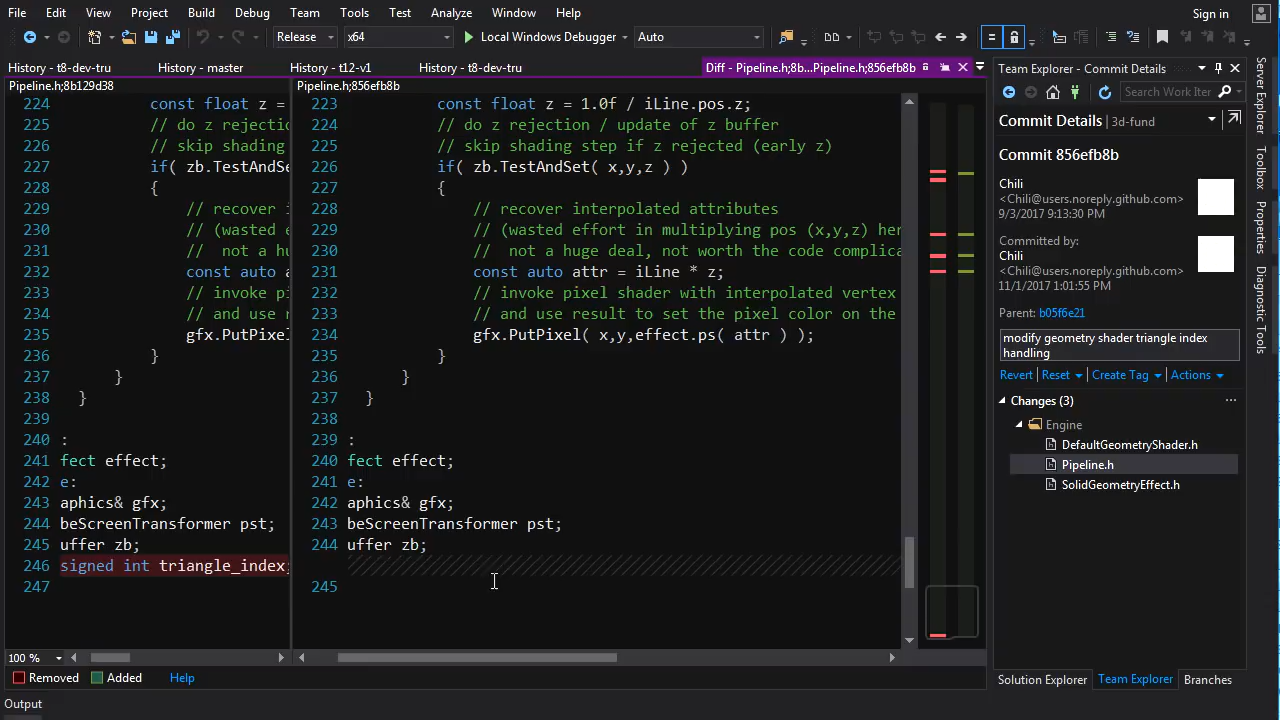 File Edit View Project Build Debug Team Tools Test Analyze Window Help Sign in
Release x64 Local Windows Debugger Auto
History - t8-dev-tru History - master History - t12-v1 History - t8-dev-tru Diff - Pipeline.h;8b...Pipeline.h;856efb8b
Pipeline.h;8b129d38 Pipeline.h;856efb8b
224 const float z =
225 // do z rejectio
226 // skip shading
227 if( zb.TestAndSe
228 {
229 // recover i
230 // (wasted e
231 // not a hu
232 const auto a
233 // invoke pi
234 // and use r
235 gfx.PutPixel
236 }
237 }
238 }
239
240 :
241 fect effect;
242 e:
243 aphics& gfx;
244 beScreenTransformer pst;
245 uffer zb;
246 signed int triangle_index;
247
223 const float z = 1.0f / iLine.pos.z;
224 // do z rejection / update of z buffer
225 // skip shading step if z rejected (early z)
226 if( zb.TestAndSet( x,y,z ) )
227 {
228 // recover interpolated attributes
229 // (wasted effort in multiplying pos (x,y,z) her
230 // not a huge deal, not worth the code complica
231 const auto attr = iLine * z;
232 // invoke pixel shader with interpolated vertex
233 // and use result to set the pixel color on the
234 gfx.PutPixel( x,y,effect.ps( attr ) );
235 }
236 }
237 }
238
239 :
240 fect effect;
241 e:
242 aphics& gfx;
243 beScreenTransformer pst;
244 uffer zb;
245
100 %
Removed Added Help
Output
Team Explorer - Commit Details
Search Work Iter
Commit Details 3d-fund
Commit 856efb8b
Chili
<Chili@users.noreply.github.com>
9/3/2017 9:13:30 PM
Committed by:
Chili
<Chili@users.noreply.github.com>
11/1/2017 1:01:55 PM
Parent: b05f6e21
modify geometry shader triangle index
handling
Revert Reset Create Tag Actions
Changes (3)
Engine
DefaultGeometryShader.h
Pipeline.h
SolidGeometryEffect.h
Solution Explorer Team Explorer Branches
Server Explorer
Toolbox
Properties
Diagnostic Tools